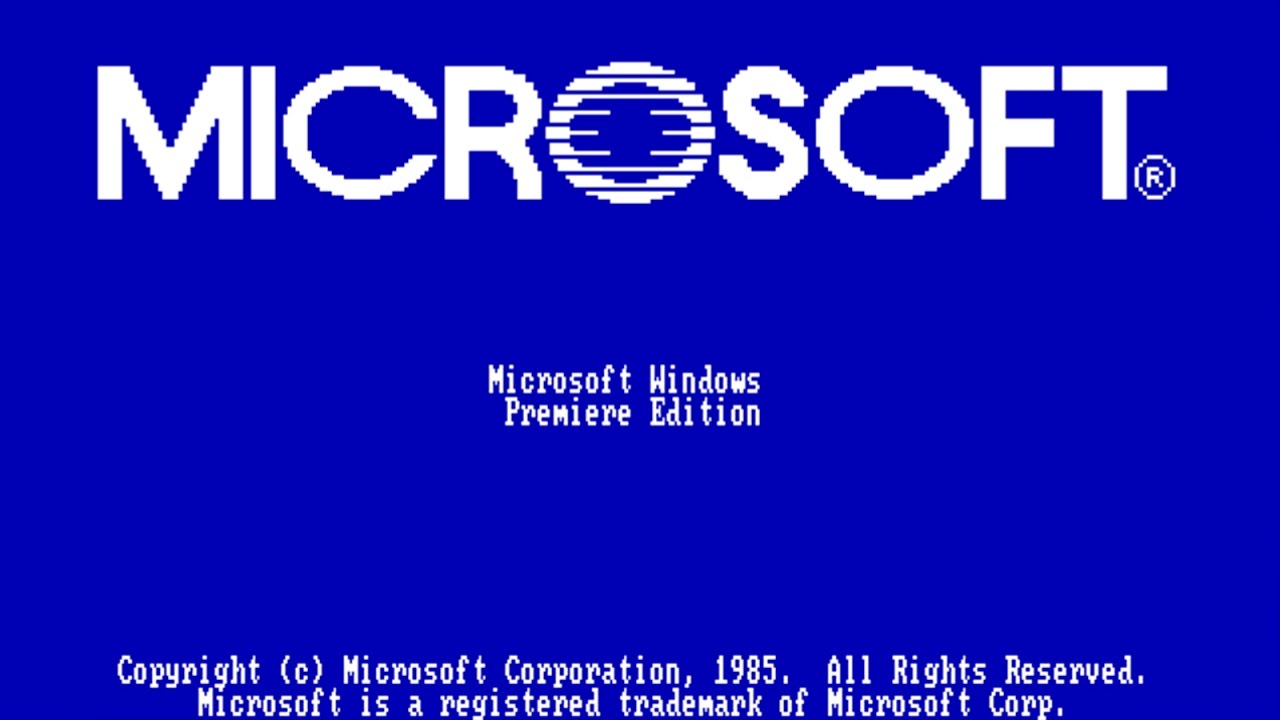 MICROSOFT®
Microsoft Windows
Premiere Edition
Copyright (c) Microsoft Corporation, 1985.  All Rights Reserved.
Microsoft is a registered trademark of Microsoft Corp.